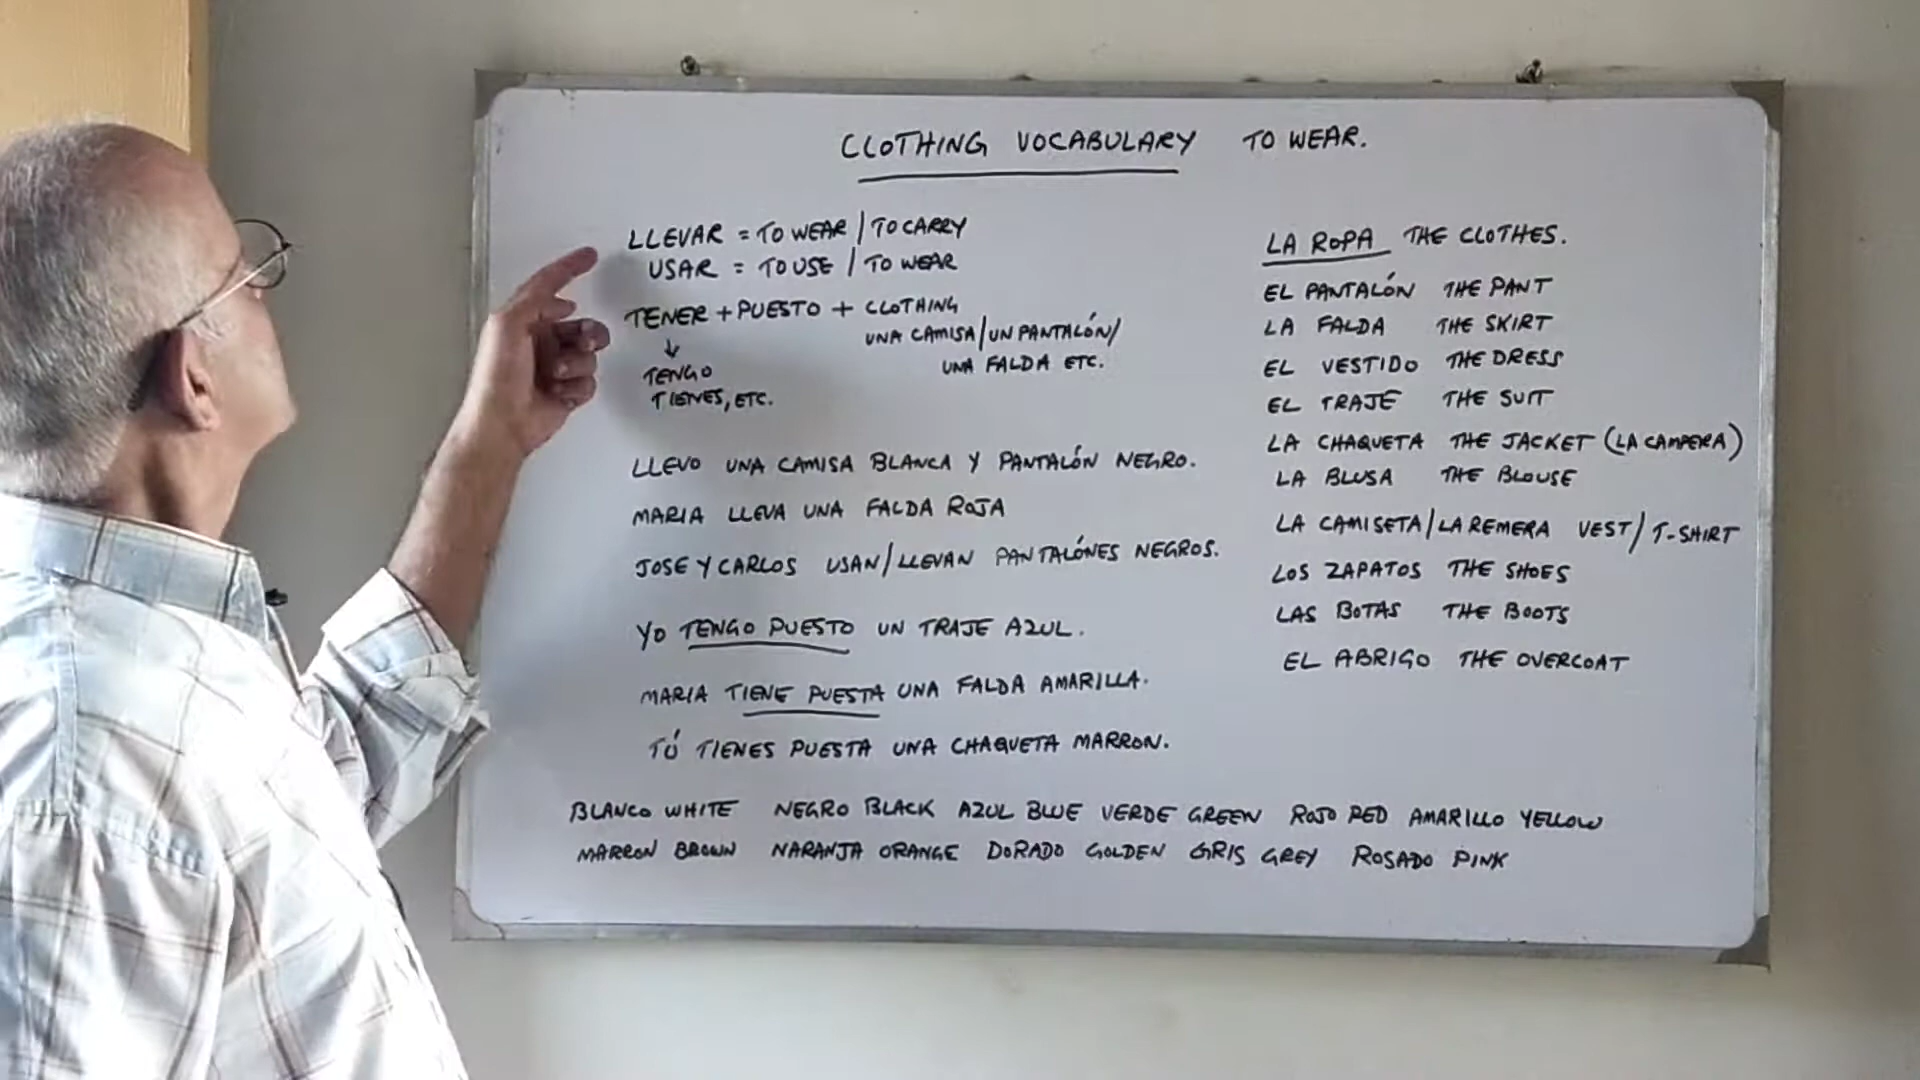 CLOTHING VOCABULARY TO WEAR.
LLEVAR = TO WEAR / TO CARRY
USAR = TO USE / TO WEAR
TENER + PUESTO + CLOTHING
UNA CAMISA / UN PANTALÓN /
UNA FALDA ETC.
↓
TENGO
TIENES, ETC.
LLEVO UNA CAMISA BLANCA Y PANTALÓN NEGRO.
MARIA LLEVA UNA FALDA ROJA
JOSE Y CARLOS USAN / LLEVAN PANTALÓNES NEGROS.
YO TENGO PUESTO UN TRAJE AZUL.
MARIA TIENE PUESTA UNA FALDA AMARILLA.
TÚ TIENES PUESTA UNA CHAQUETA MARRON.
LA ROPA THE CLOTHES.
EL PANTALÓN THE PANT
LA FALDA THE SKIRT
EL VESTIDO THE DRESS
EL TRAJE THE SUIT
LA CHAQUETA THE JACKET (LA CAMPERA)
LA BLUSA THE BLOUSE
LA CAMISETA / LA REMERA VEST / T-SHIRT
LOS ZAPATOS THE SHOES
LAS BOTAS THE BOOTS
EL ABRIGO THE OVERCOAT
BLANCO WHITE NEGRO BLACK AZUL BLUE VERDE GREEN ROJO RED AMARILLO YELLOW
MARRON BROWN NARANJA ORANGE DORADO GOLDEN GRIS GREY ROSADO PINK